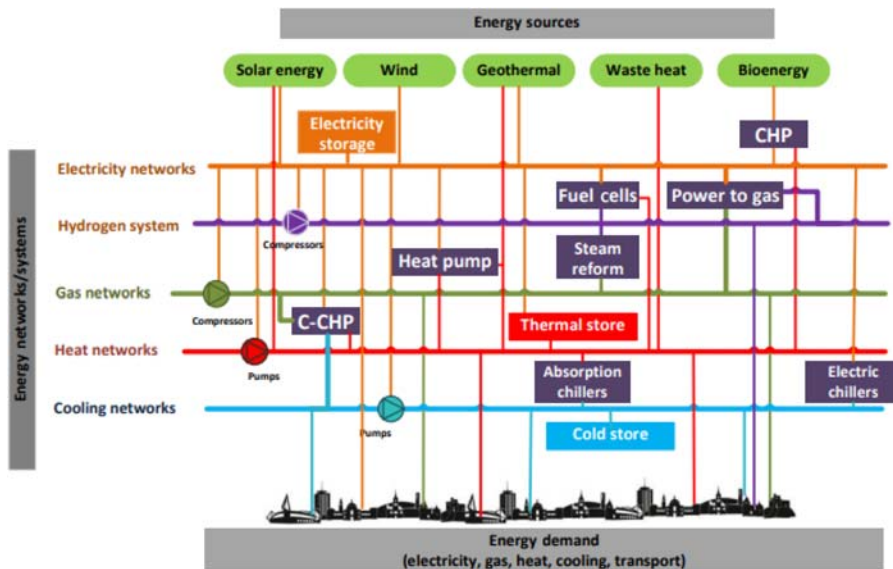 Energy sources
Solar energy
Wind
Geothermal
Waste heat
Bioenergy
Electricity
storage
CHP
Electricity networks
Fuel cells
Power to gas
Hydrogen system
Compressors
Steam
reform
Heat pump
Gas networks
Compressors
C-CHP
Thermal store
Heat networks
Pumps
Absorption
chillers
Electric
chillers
Cooling networks
Pumps
Cold store
Energy networks/systems
Energy demand
(electricity, gas, heat, cooling, transport)